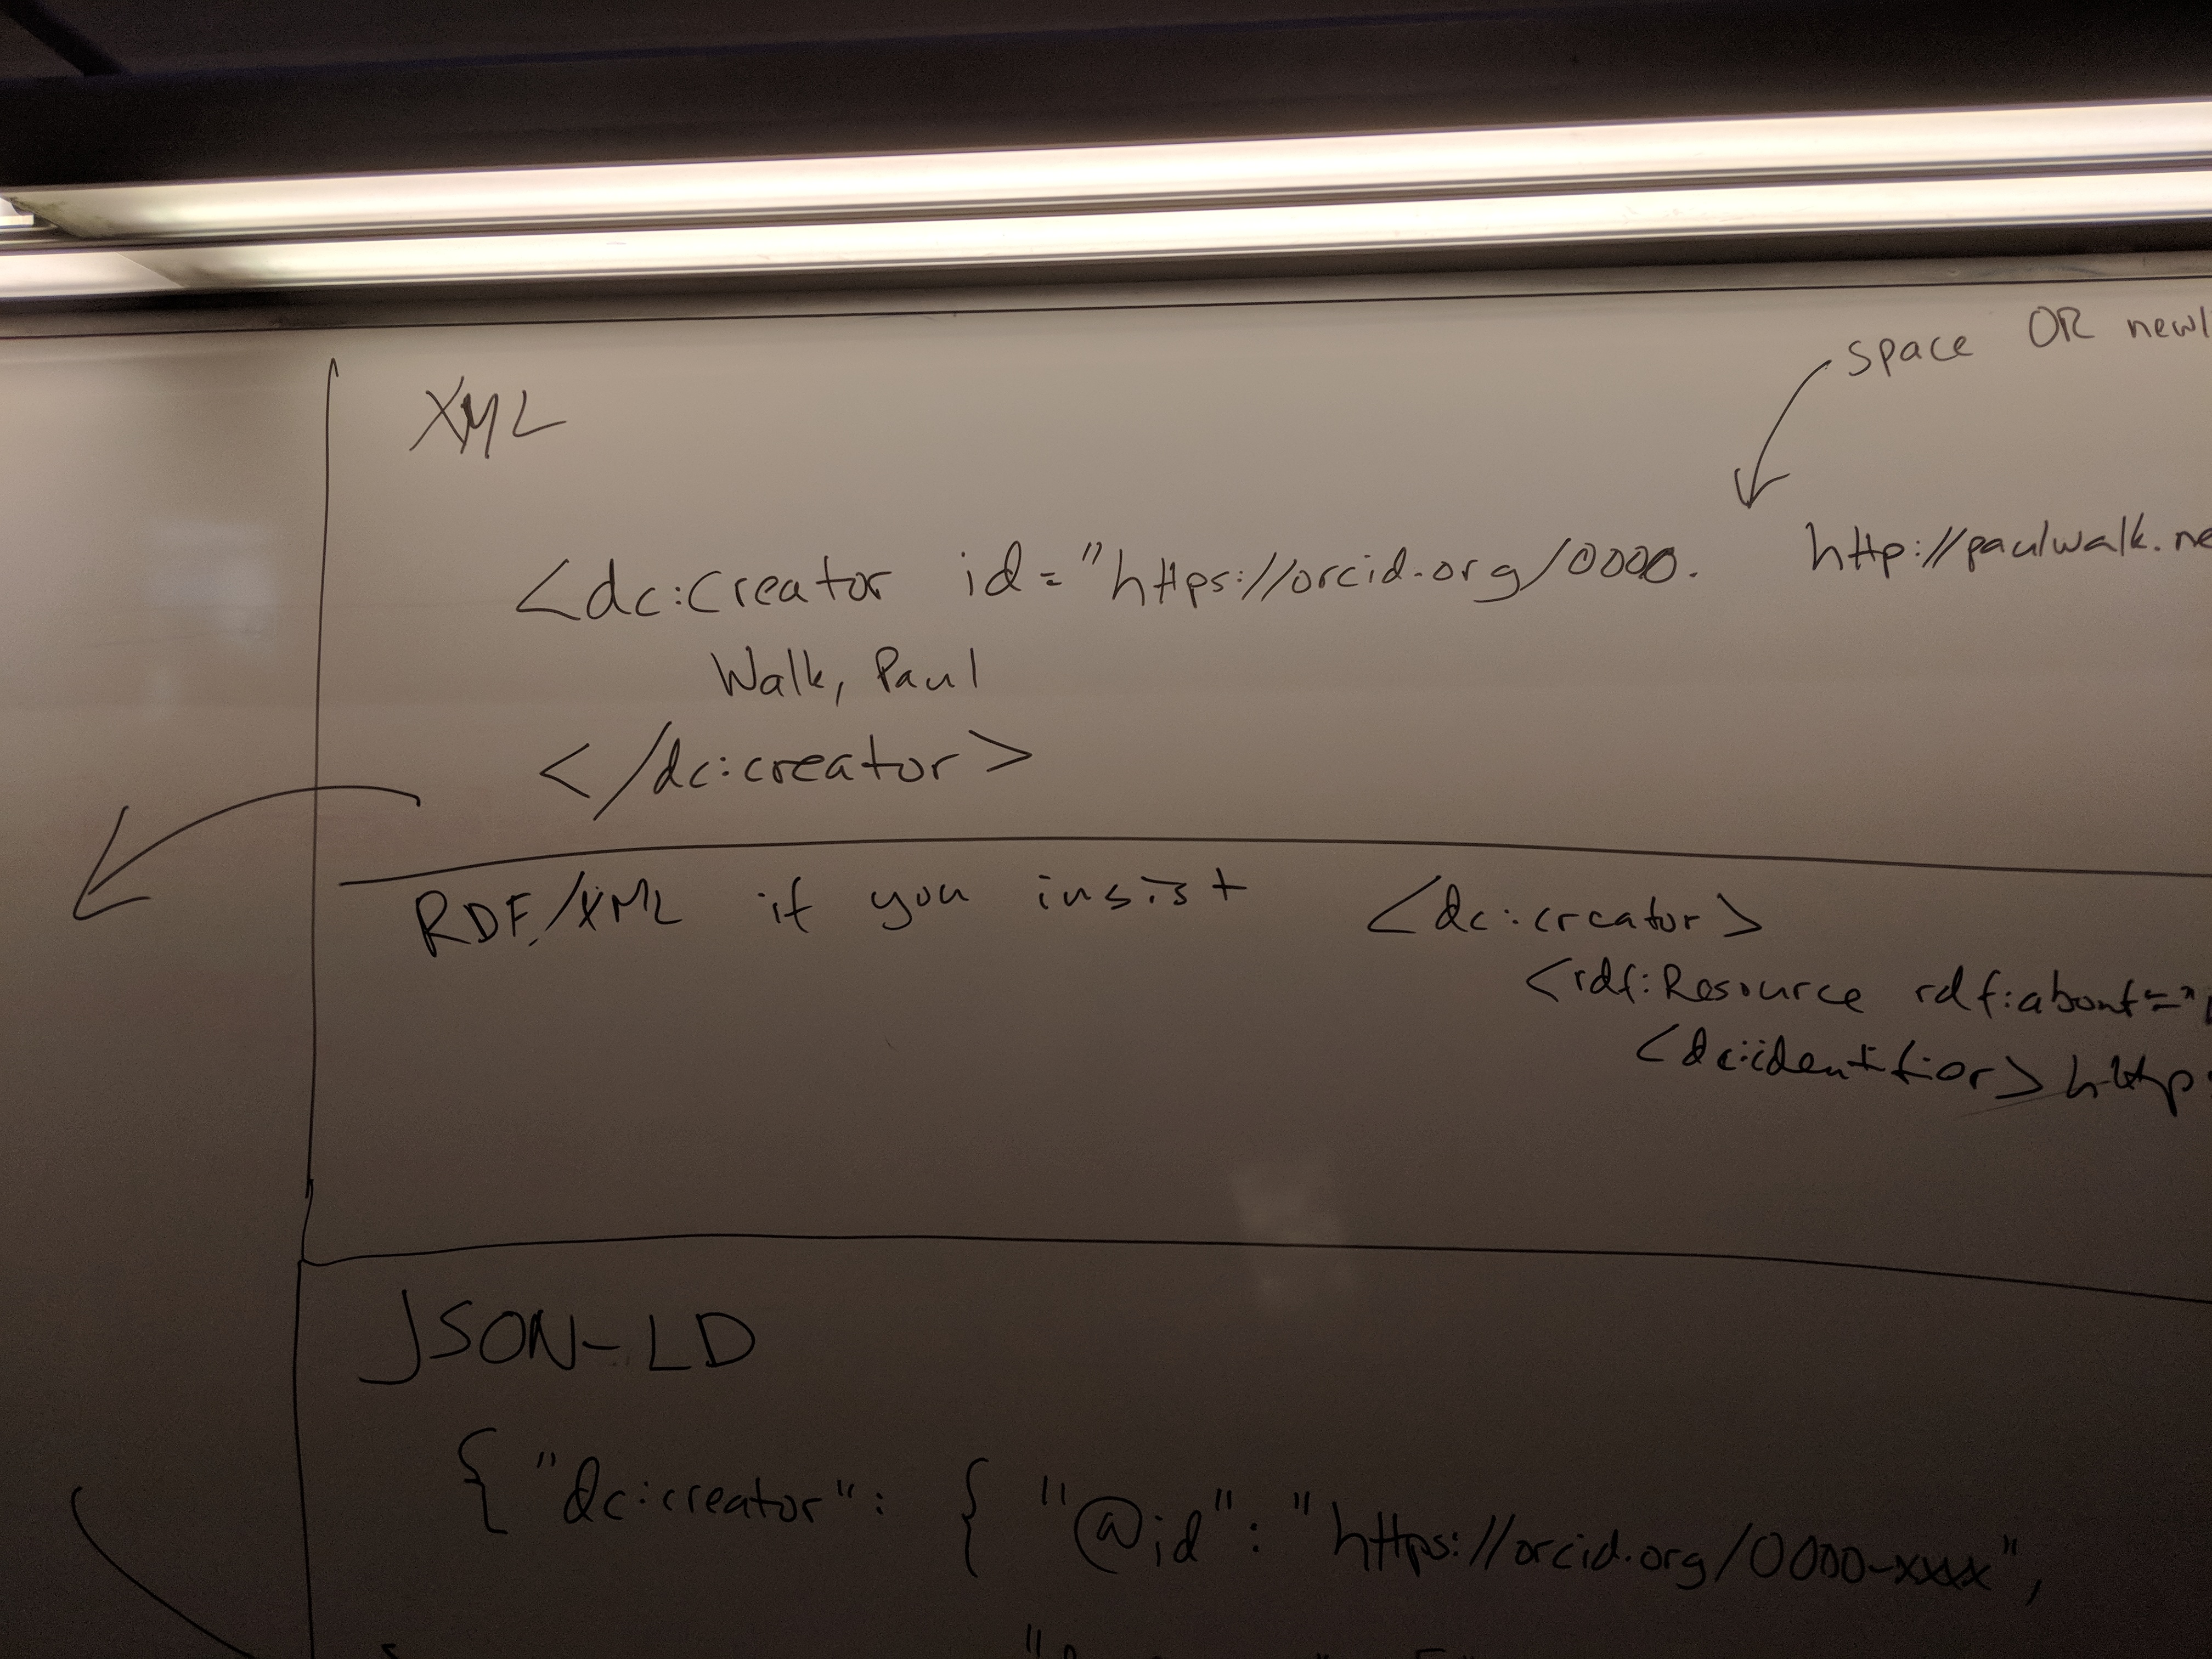 space OR newl
XML
<dc:creator id="https://orcid.org/0000. http://paulwalk.ne
Walk, Paul
</dc:creator>
RDF/XML if you insist <dc:creator>
<rdf:Resource rdf:about="
<dc:identifier>http:
JSON-LD
{ "dc:creator": { "@id": "https://orcid.org/0000-xxxx",